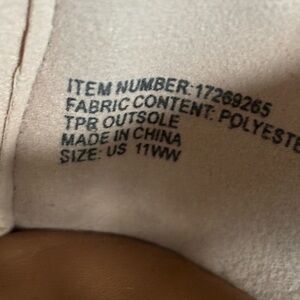 ITEM NUMBER: 17269265
FABRIC CONTENT: POLYESTE
TPR OUTSOLE
MADE IN CHINA
SIZE: US 11WW